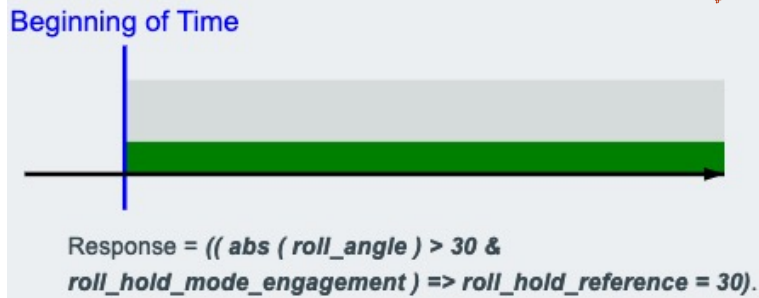 Beginning of Time
Response = (( abs ( roll_angle ) > 30 &
roll_hold_mode_engagement ) => roll_hold_reference = 30).